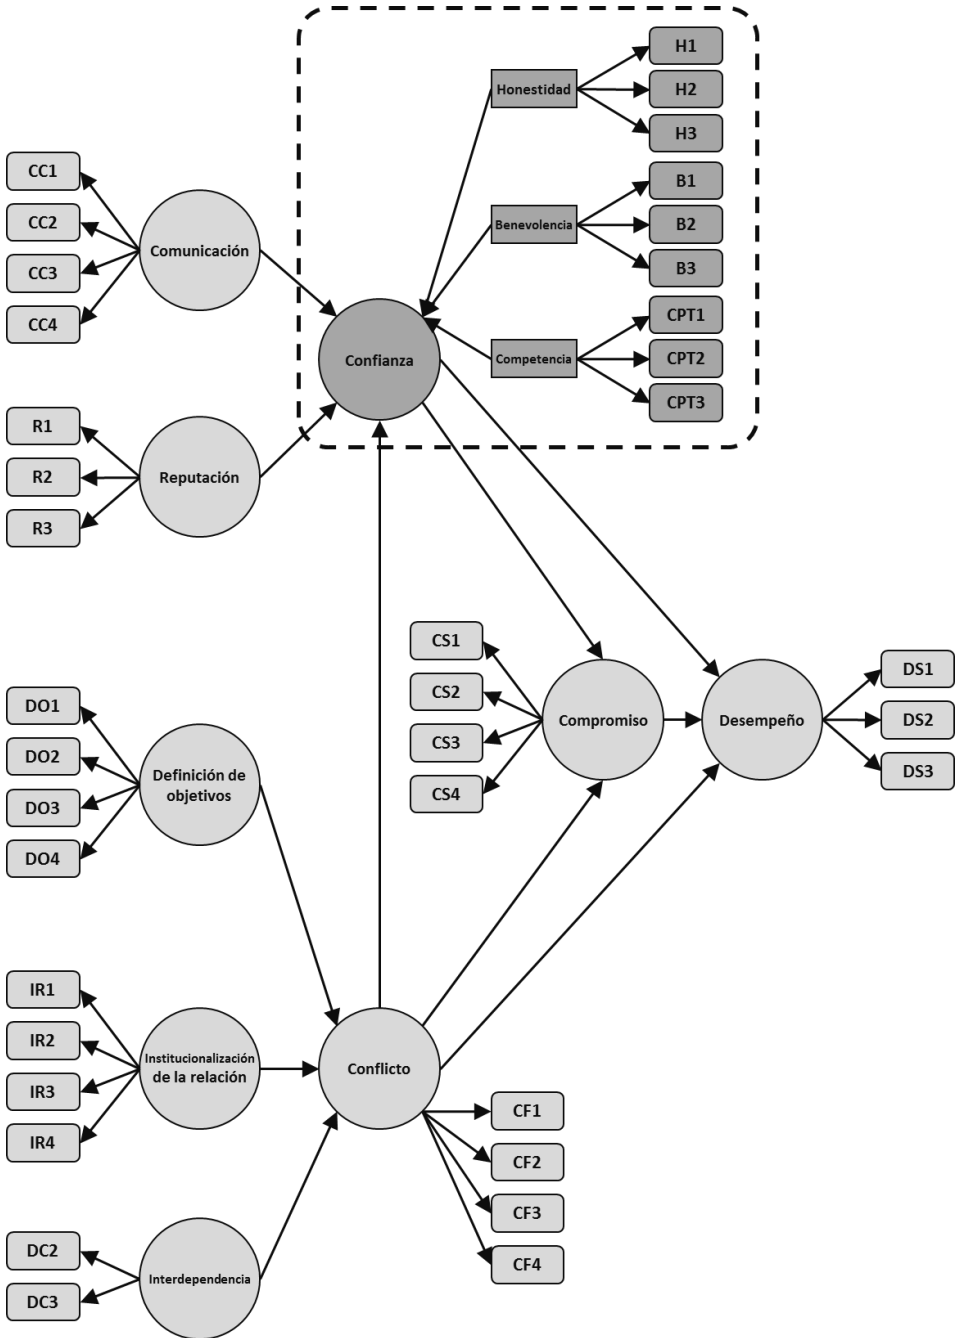 H1
Honestidad
H2
H3
CC1
CC2
CC3
CC4
Comunicación
B1
Benevolencia
B2
B3
CPT1
Competencia
CPT2
CPT3
Confianza
R1
R2
R3
Reputación
CS1
CS2
CS3
CS4
Compromiso
Desempeño
DS1
DS2
DS3
DO1
DO2
DO3
DO4
Definición de
objetivos
IR1
IR2
IR3
IR4
Institucionalización
de la relación
Conflicto
CF1
CF2
CF3
CF4
DC2
DC3
Interdependencia